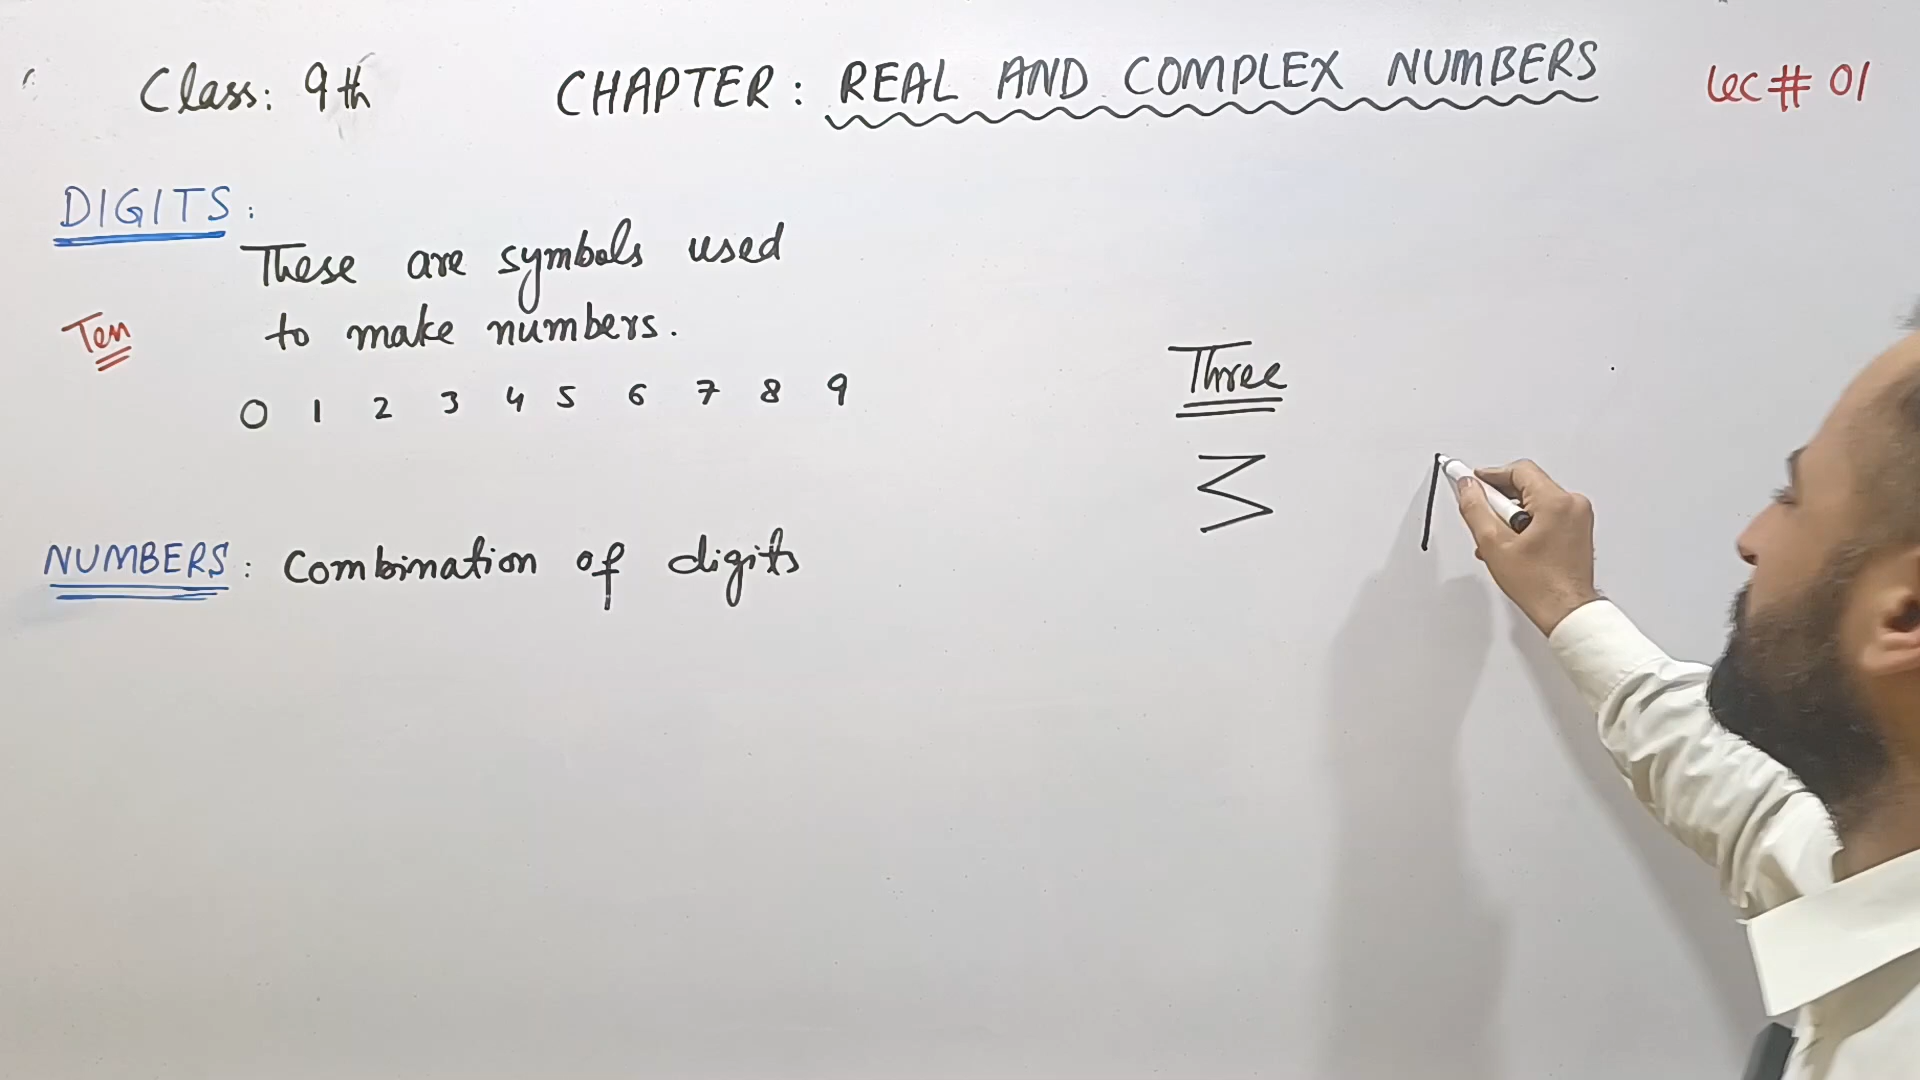 Class: 9th CHAPTER: REAL AND COMPLEX NUMBERS Lec # 01
DIGITS:
These are symbols used
to make numbers.
Ten
0 1 2 3 4 5 6 7 8 9
NUMBERS: Combination of digits
Three
Σ